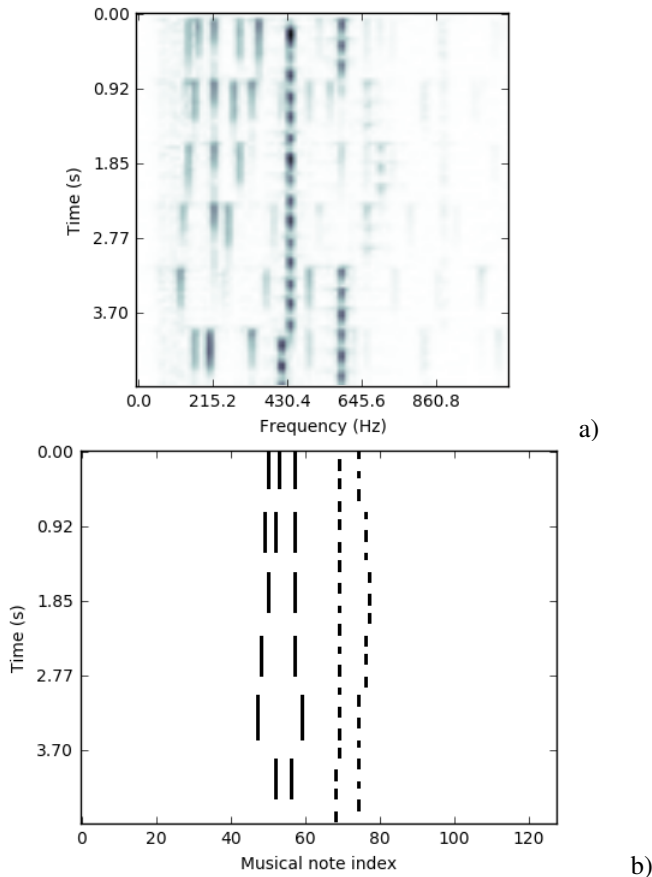 0.00
0.92
1.85
2.77
3.70
Time (s)
0.0 215.2 430.4 645.6 860.8
Frequency (Hz)
a)
0.00
0.92
1.85
2.77
3.70
Time (s)
0 20 40 60 80 100 120
Musical note index
b)